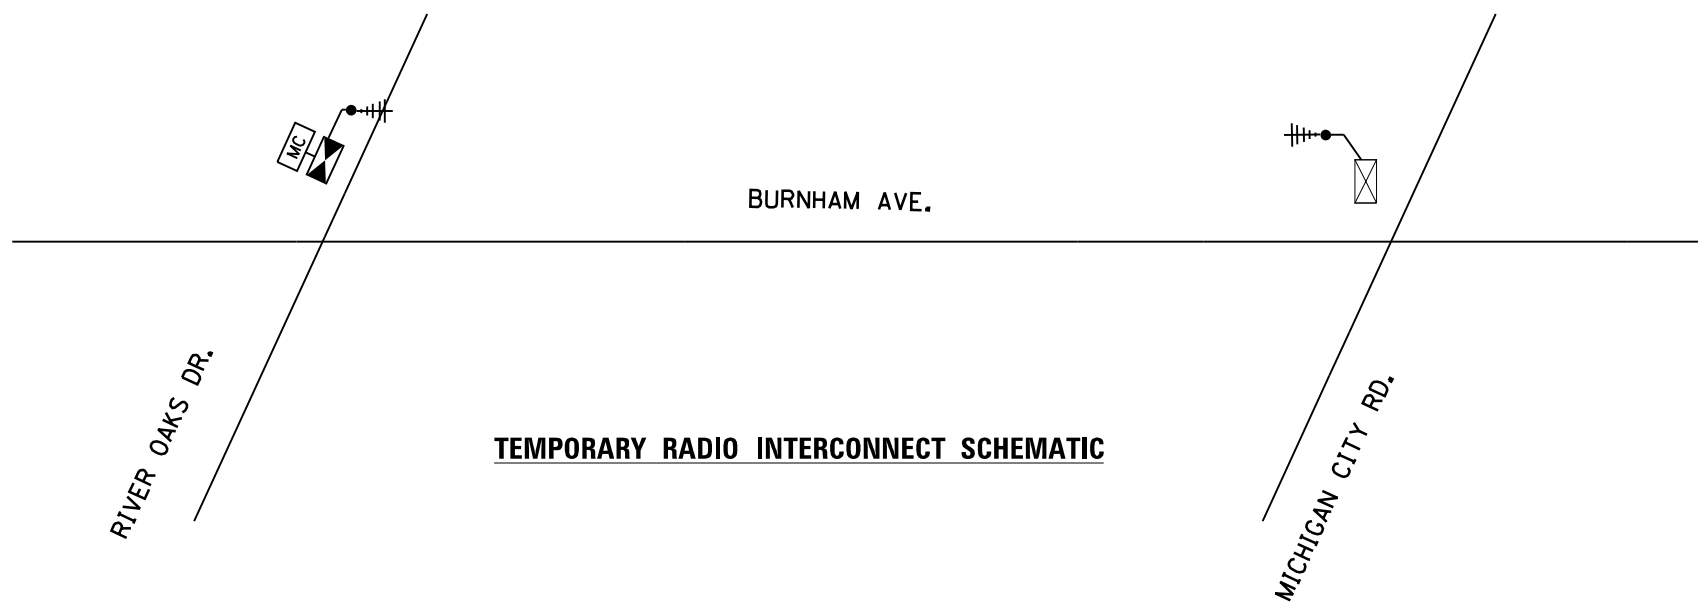 MC
BURNHAM AVE.
RIVER OAKS DR.
MICHIGAN CITY RD.
TEMPORARY RADIO INTERCONNECT SCHEMATIC